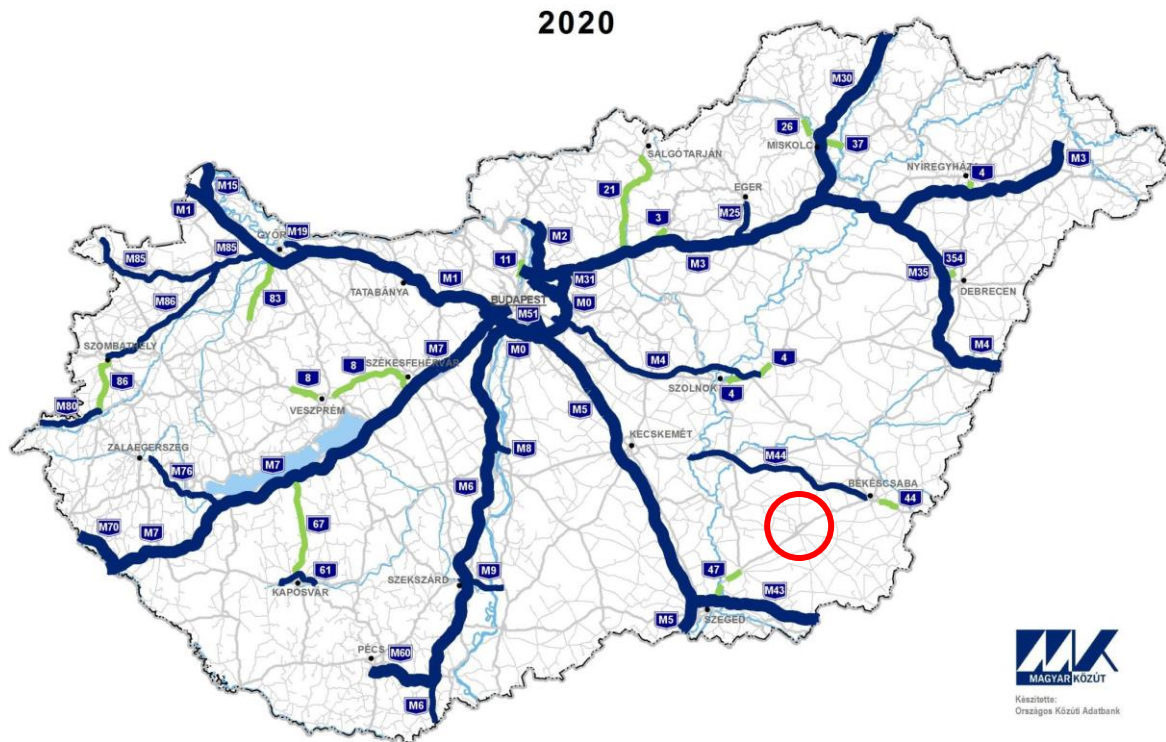 2020
M30
26
MISKOLC
37
SALGÓTARJÁN
NYÍREGYHÁZA
M3
4
M15
21
EGER
M1
3
M25
M19
GYŐR
M2
M85
M85
11
M3
M35
354
M1
M31
DEBRECEN
TATABÁNYA
M86
83
BUDAPEST
M0
M51
SZOMBATHELY
M7
M0
M4
M4
8
SZÉKESFEHÉRVÁR
4
8
86
SZOLNOK
4
VESZPRÉM
M80
M5
ZALAEGERSZEG
KECSKEMÉT
M8
M44
M7
M76
BÉKÉSCSABA
M6
44
67
M70
M7
61
M9
47
SZEKSZÁRD
KAPOSVÁR
M43
M5
SZEGED
PÉCS
M60
M6
MK
MAGYAR KÖZÚT
Készítette:
Országos Közúti Adatbank